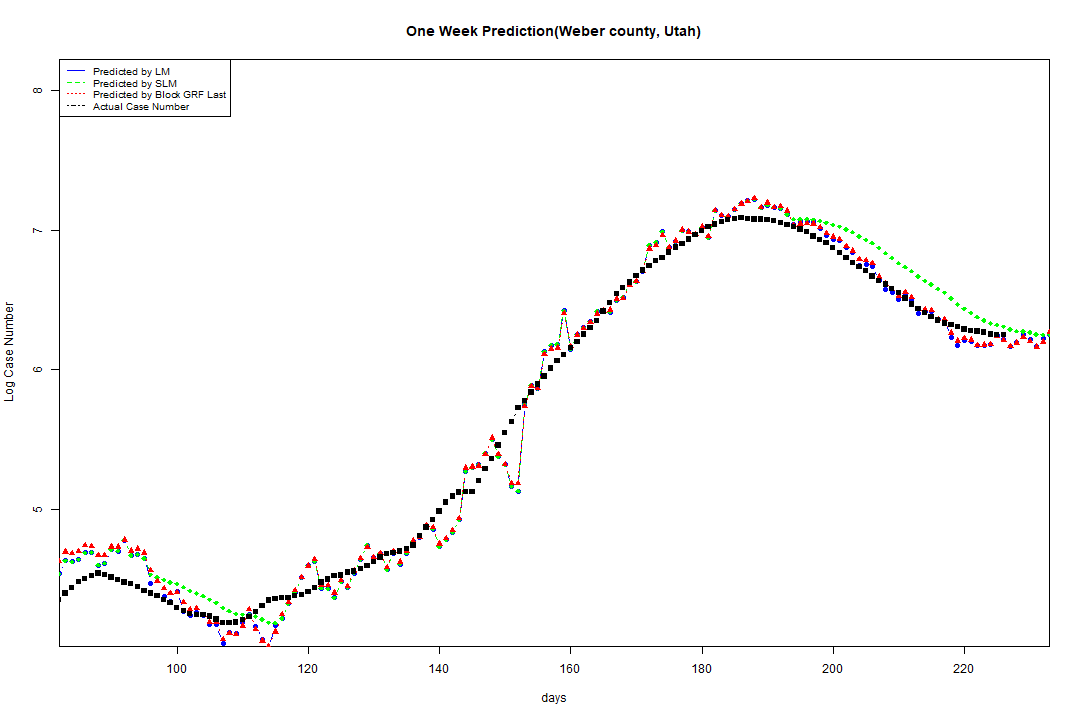 One Week Prediction(Weber county, Utah)
Predicted by LM
Predicted by SLM
Predicted by Block GRF Last
Actual Case Number
8
7
6
5
Log Case Number
100 120 140 160 180 200 220
days